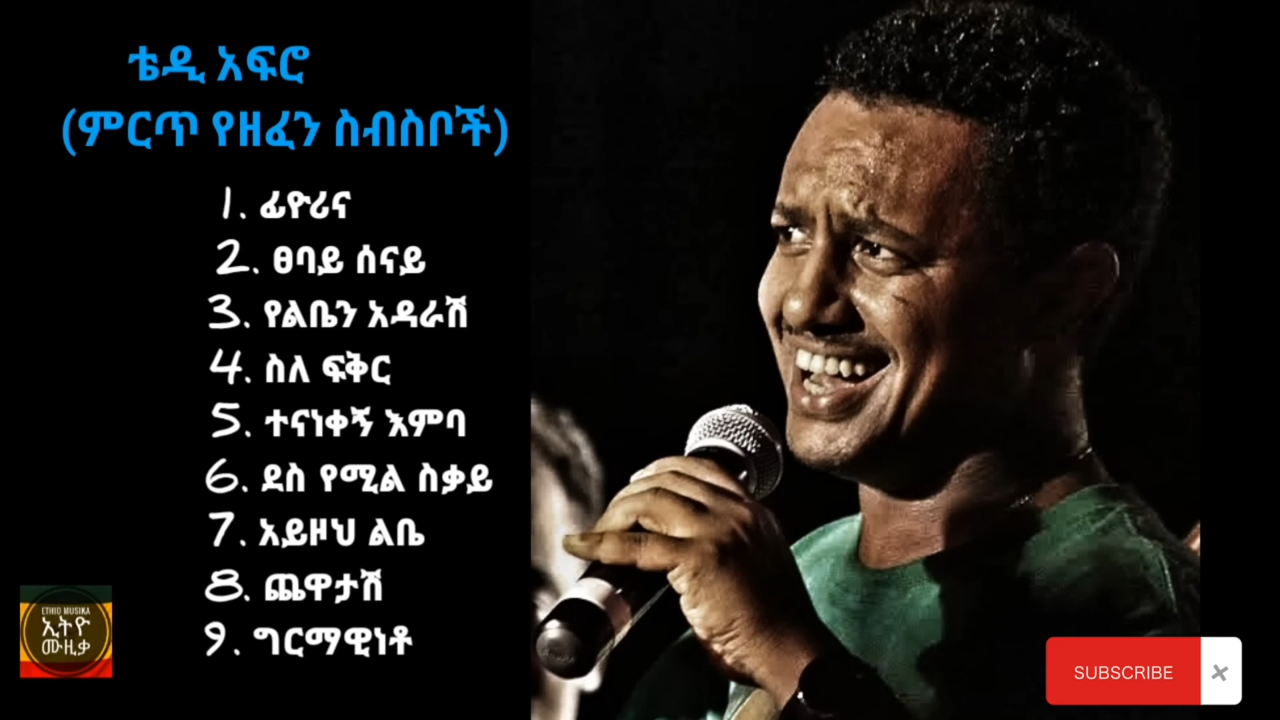 ቴዲ አፍሮ
(ምርጥ የዘፈን ስብስቦች)
1. ፊዮሪና
2. ፀባይ ሰናይ
3. የልቤን አዳራሽ
4. ስለ ፍቅር
5. ተናነቀኝ እምባ
6. ደስ የሚል ስቃይ
7. አይዞህ ልቤ
8. ጨዋታሽ
9. ግርማዊነቶ
ETHIO MUSIKA
ኢትዮ
ሙዚቃ
SUBSCRIBE